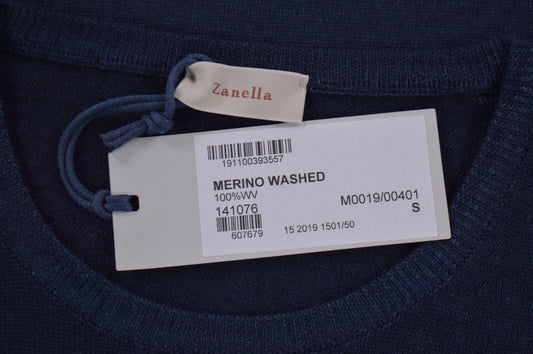 Zanella
191100393557
MERINO WASHED
100%WV
141076
M0019/00401
S
607679
15 2019 1501/50